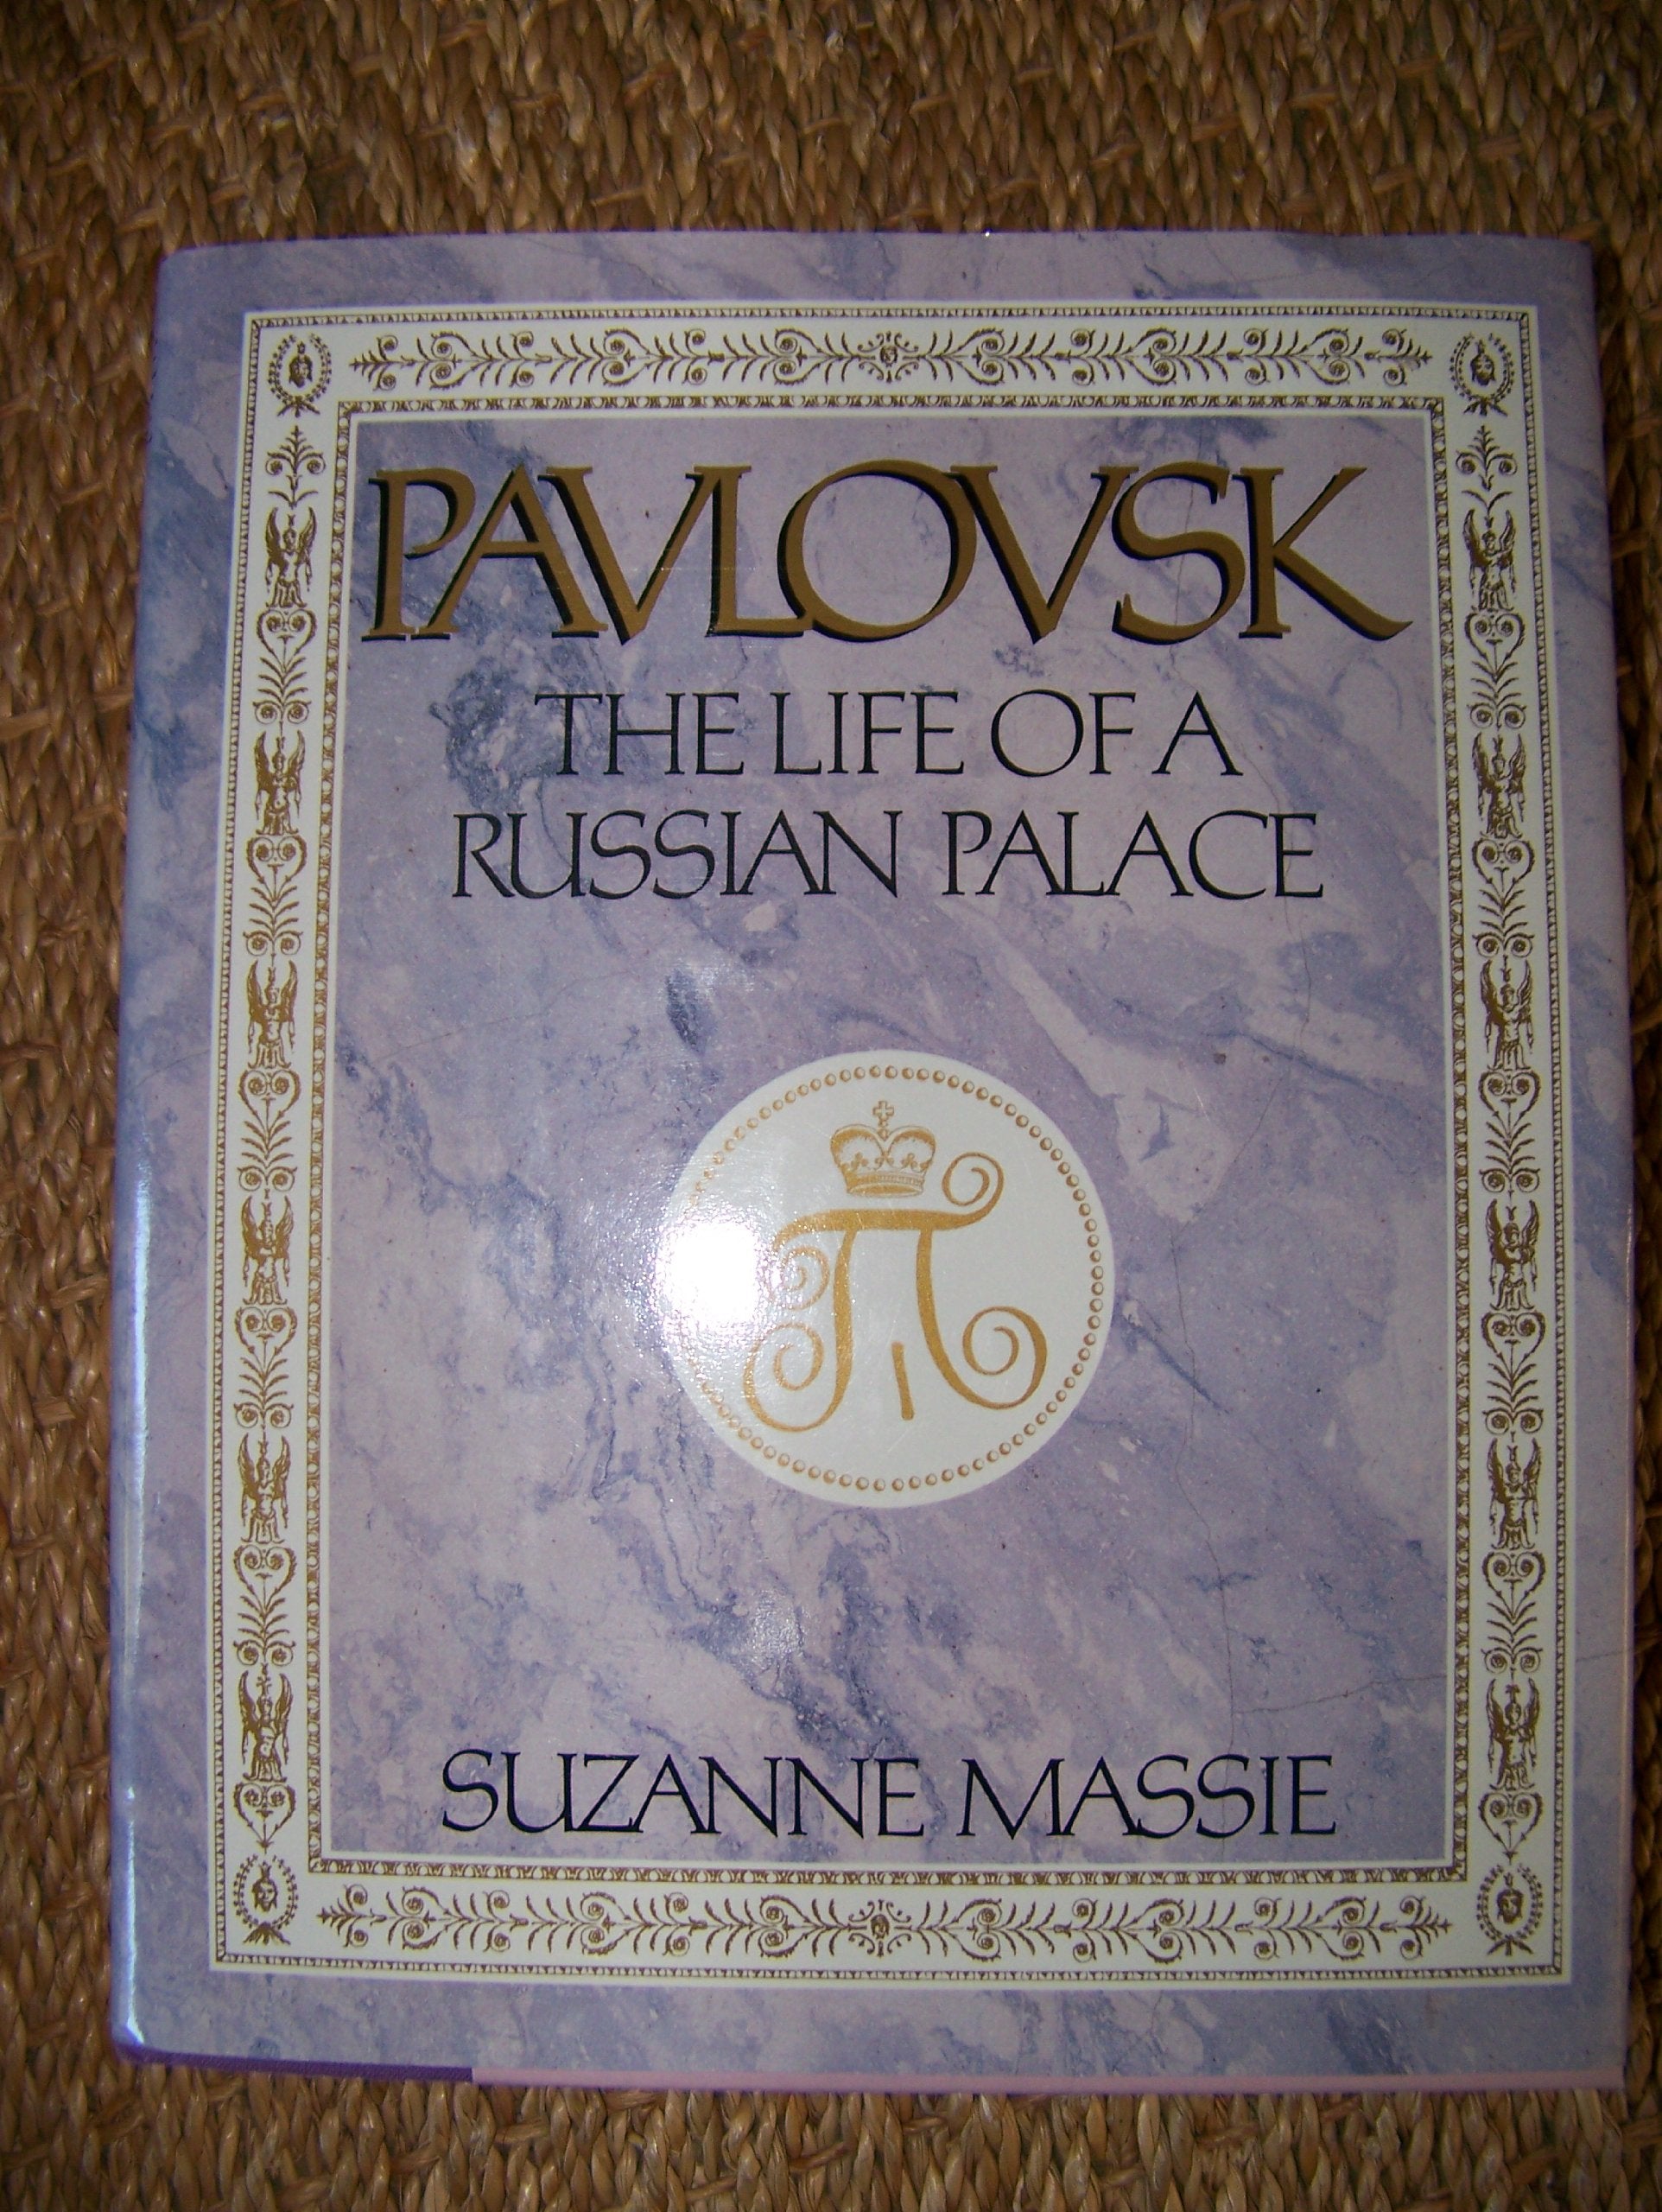 PAVLOVSK
THE LIFE OF A
RUSSIAN PALACE
П
SUZANNE MASSIE